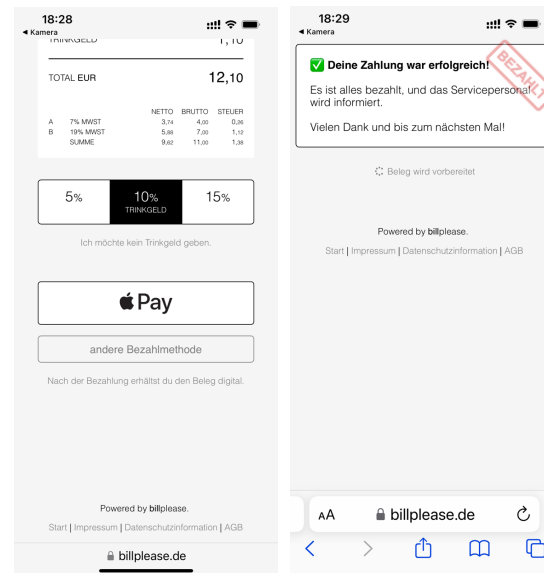 18:28
◄ Kamera
TRINKGELD 1,10
TOTAL EUR 12,10
NETTO BRUTTO STEUER
A 7% MWST 3,74 4,00 0,26
B 19% MWST 5,88 7,00 1,12
SUMME 9,62 11,00 1,38
5% 10% 15%
TRINKGELD
Ich möchte kein Trinkgeld geben.
Pay
andere Bezahlmethode
Nach der Bezahlung erhältst du den Beleg digital.
Powered by billplease.
Start | Impressum | Datenschutzinformation | AGB
billplease.de
18:29
◄ Kamera
BEZAHLT
✅ Deine Zahlung war erfolgreich!
Es ist alles bezahlt, und das Servicepersonal
wird informiert.
Vielen Dank und bis zum nächsten Mal!
Beleg wird vorbereitet
Powered by billplease.
Start | Impressum | Datenschutzinformation | AGB
AA billplease.de